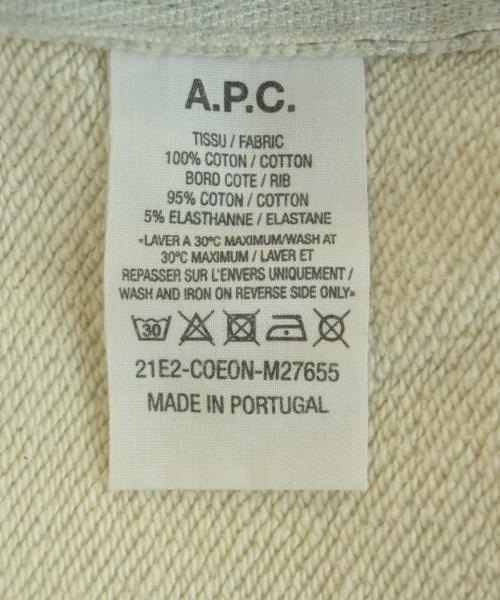 A.P.C.
TISSU / FABRIC
100% COTON / COTTON
BORD COTE / RIB
95% COTON / COTTON
5% ELASTHANNE / ELASTANE
«LAVER A 30ºC MAXIMUM/WASH AT
30ºC MAXIMUM / LAVER ET
REPASSER SUR L'ENVERS UNIQUEMENT /
WASH AND IRON ON REVERSE SIDE ONLY»
30
21E2-COEON-M27655
MADE IN PORTUGAL